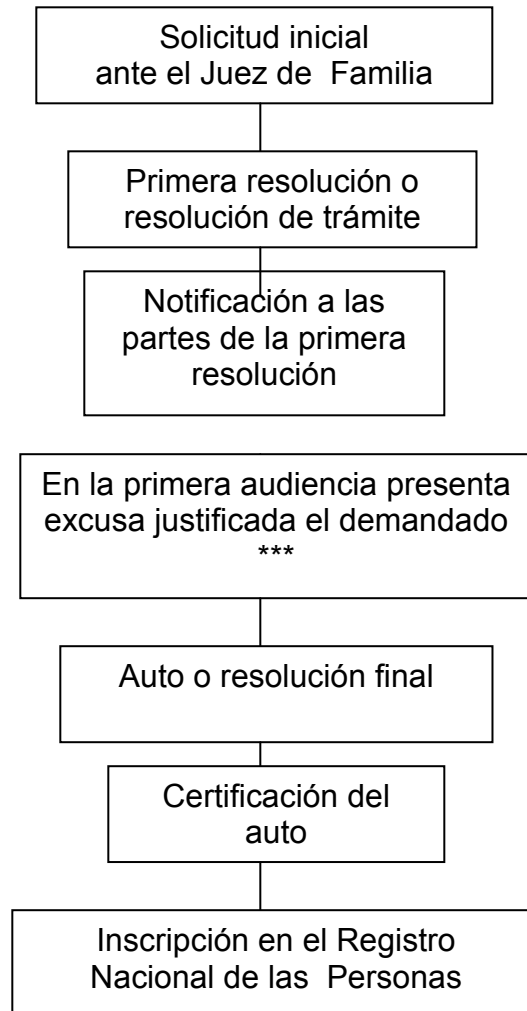 Solicitud inicial
ante el Juez de Familia
Primera resolución o
resolución de trámite
Notificación a las
partes de la primera
resolución
En la primera audiencia presenta
excusa justificada el demandado
***
Auto o resolución final
Certificación del
auto
Inscripción en el Registro
Nacional de las Personas